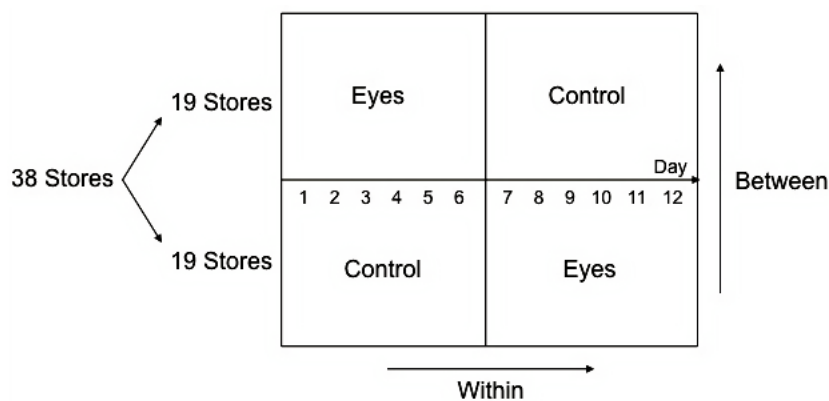 19 Stores
Eyes
Control
38 Stores
Day
Between
1 2 3 4 5 6 7 8 9 10 11 12
19 Stores
Control
Eyes
Within